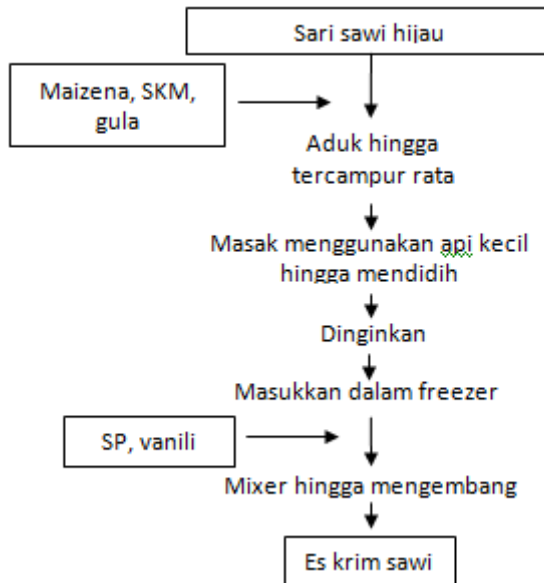 Sari sawi hijau
Maizena, SKM,
gula
Aduk hingga
tercampur rata
Masak menggunakan api kecil
hingga mendidih
Dinginkan
Masukkan dalam freezer
SP, vanili
Mixer hingga mengembang
Es krim sawi